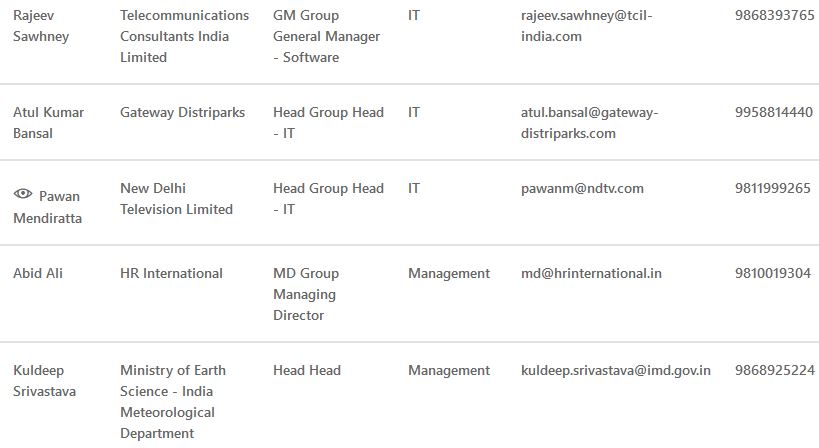 Rajeev
Sawhney
Telecommunications
Consultants India
Limited
GM Group
General Manager
- Software
IT
rajeev.sawhney@tcil-
india.com
9868393765
Atul Kumar
Bansal
Gateway Distriparks
Head Group Head
- IT
IT
atul.bansal@gateway-
distriparks.com
9958814440
Pawan
Mendiratta
New Delhi
Television Limited
Head Group Head
- IT
IT
pawanm@ndtv.com
9811999265
Abid Ali
HR International
MD Group
Managing
Director
Management
md@hrinternational.in
9810019304
Kuldeep
Srivastava
Ministry of Earth
Science - India
Meteorological
Department
Head Head
Management
kuldeep.srivastava@imd.gov.in
9868925224